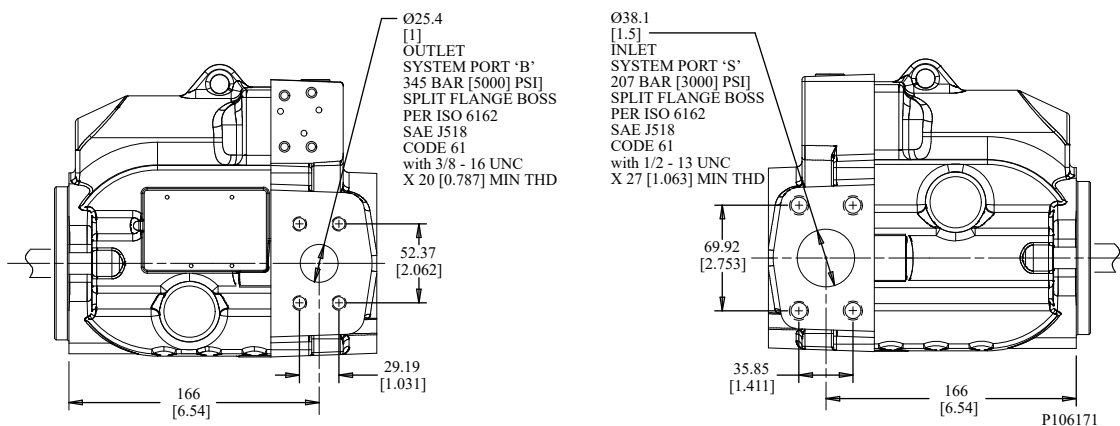 Ø25.4
[1]
OUTLET
SYSTEM PORT ‘B’
345 BAR [5000] PSI]
SPLIT FLANGE BOSS
PER ISO 6162
SAE J518
CODE 61
with 3/8 - 16 UNC
X 20 [0.787] MIN THD
52.37
[2.062]
29.19
[1.031]
166
[6.54]
Ø38.1
[1.5]
INLET
SYSTEM PORT ‘S’
207 BAR [3000] PSI]
SPLIT FLANGE BOSS
PER ISO 6162
SAE J518
CODE 61
with 1/2 - 13 UNC
X 27 [1.063] MIN THD
69.92
[2.753]
35.85
[1.411]
166
[6.54]
P106171